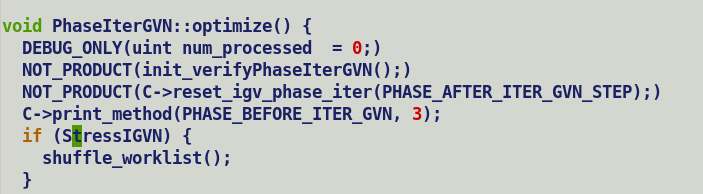 void PhaseIterGVN::optimize() {
  DEBUG_ONLY(uint num_processed  = 0;)
  NOT_PRODUCT(init_verifyPhaseIterGVN();)
  NOT_PRODUCT(C->reset_igv_phase_iter(PHASE_AFTER_ITER_GVN_STEP);)
  C->print_method(PHASE_BEFORE_ITER_GVN, 3);
  if (StressIGVN) {
    shuffle_worklist();
  }